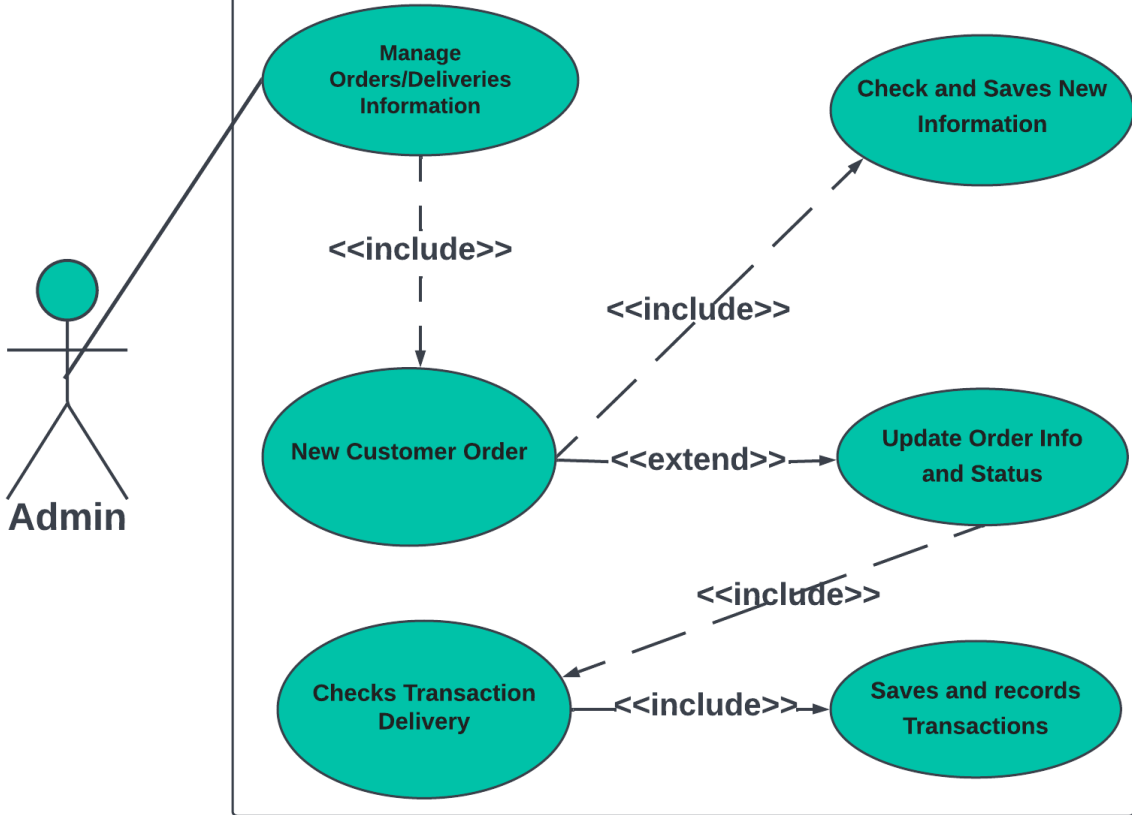 Manage
Orders/Deliveries
Information
Check and Saves New
Information
<<include>>
<<include>>
New Customer Order
<<extend>>
Update Order Info
and Status
Admin
<<include>>
Checks Transaction
Delivery
<<include>>
Saves and records
Transactions